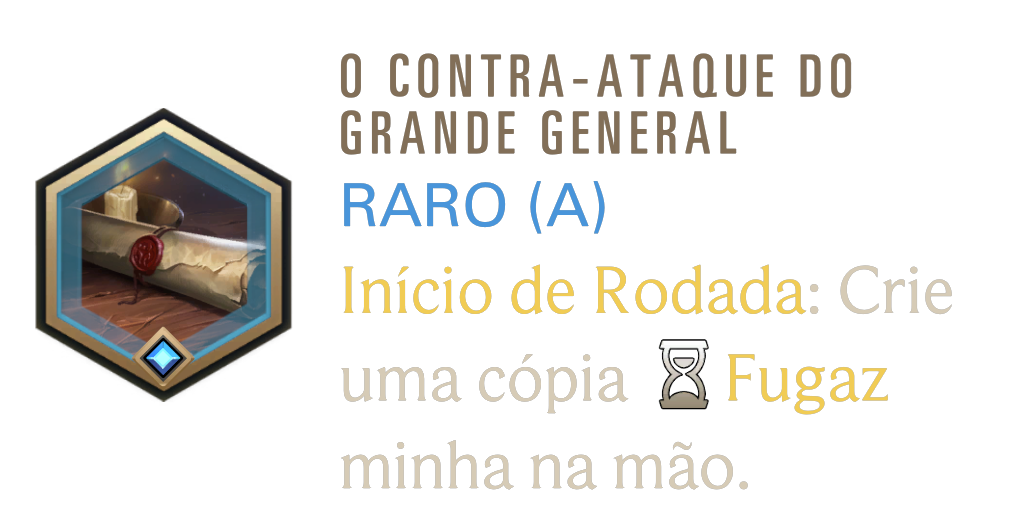 O CONTRA-ATAQUE DO
GRANDE GENERAL
RARO (A)
Início de Rodada: Crie
uma cópia Fugaz
minha na mão.